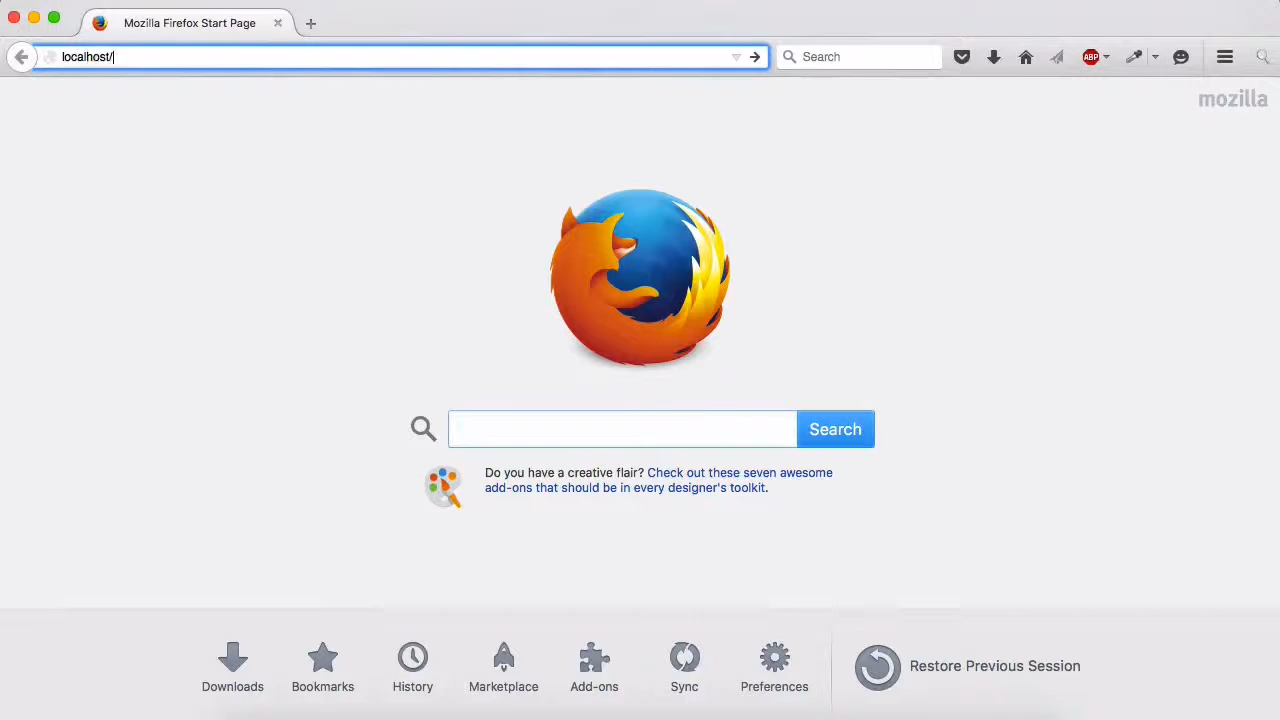 Mozilla Firefox Start Page
localhost/
Search
ABP
mozilla
Search
Do you have a creative flair? Check out these seven awesome
add-ons that should be in every designer's toolkit.
Downloads
Bookmarks
History
Marketplace
Add-ons
Sync
Preferences
Restore Previous Session